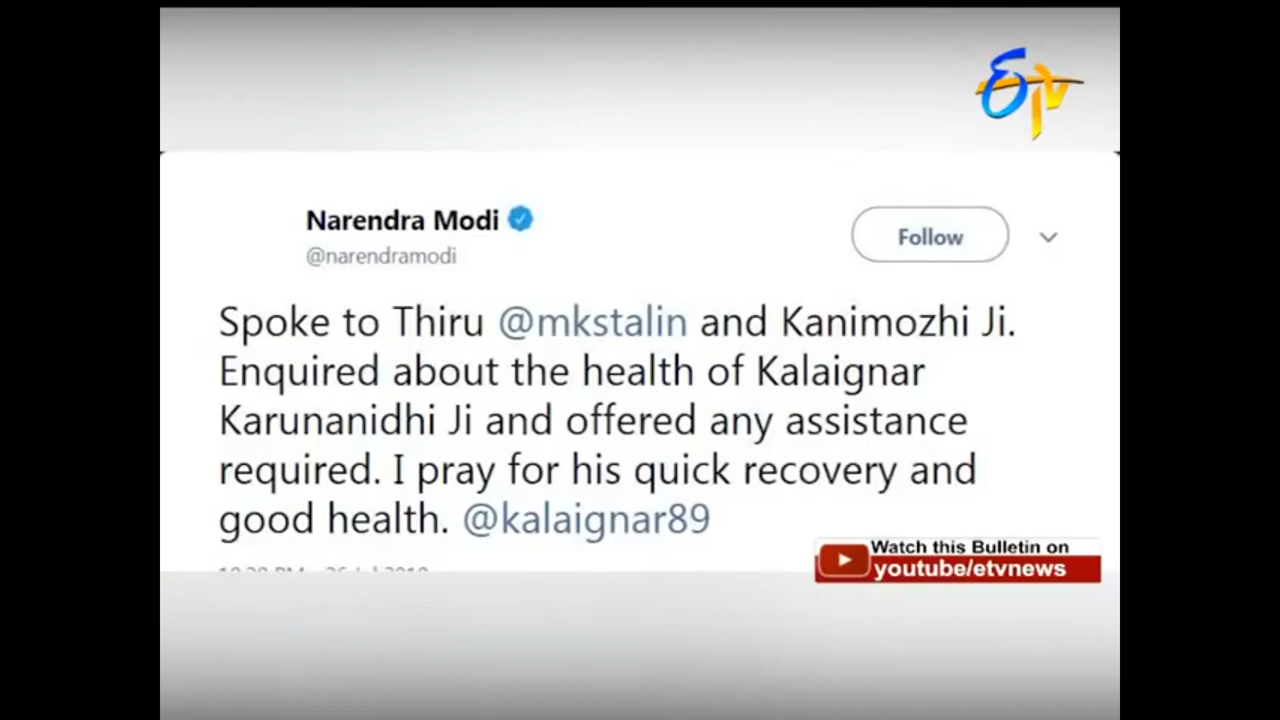 ETV
Narendra Modi
@narendramodi
Follow
Spoke to Thiru @mkstalin and Kanimozhi Ji.
Enquired about the health of Kalaignar
Karunanidhi Ji and offered any assistance
required. I pray for his quick recovery and
good health. @kalaignar89
Watch this Bulletin on
youtube/etvnews